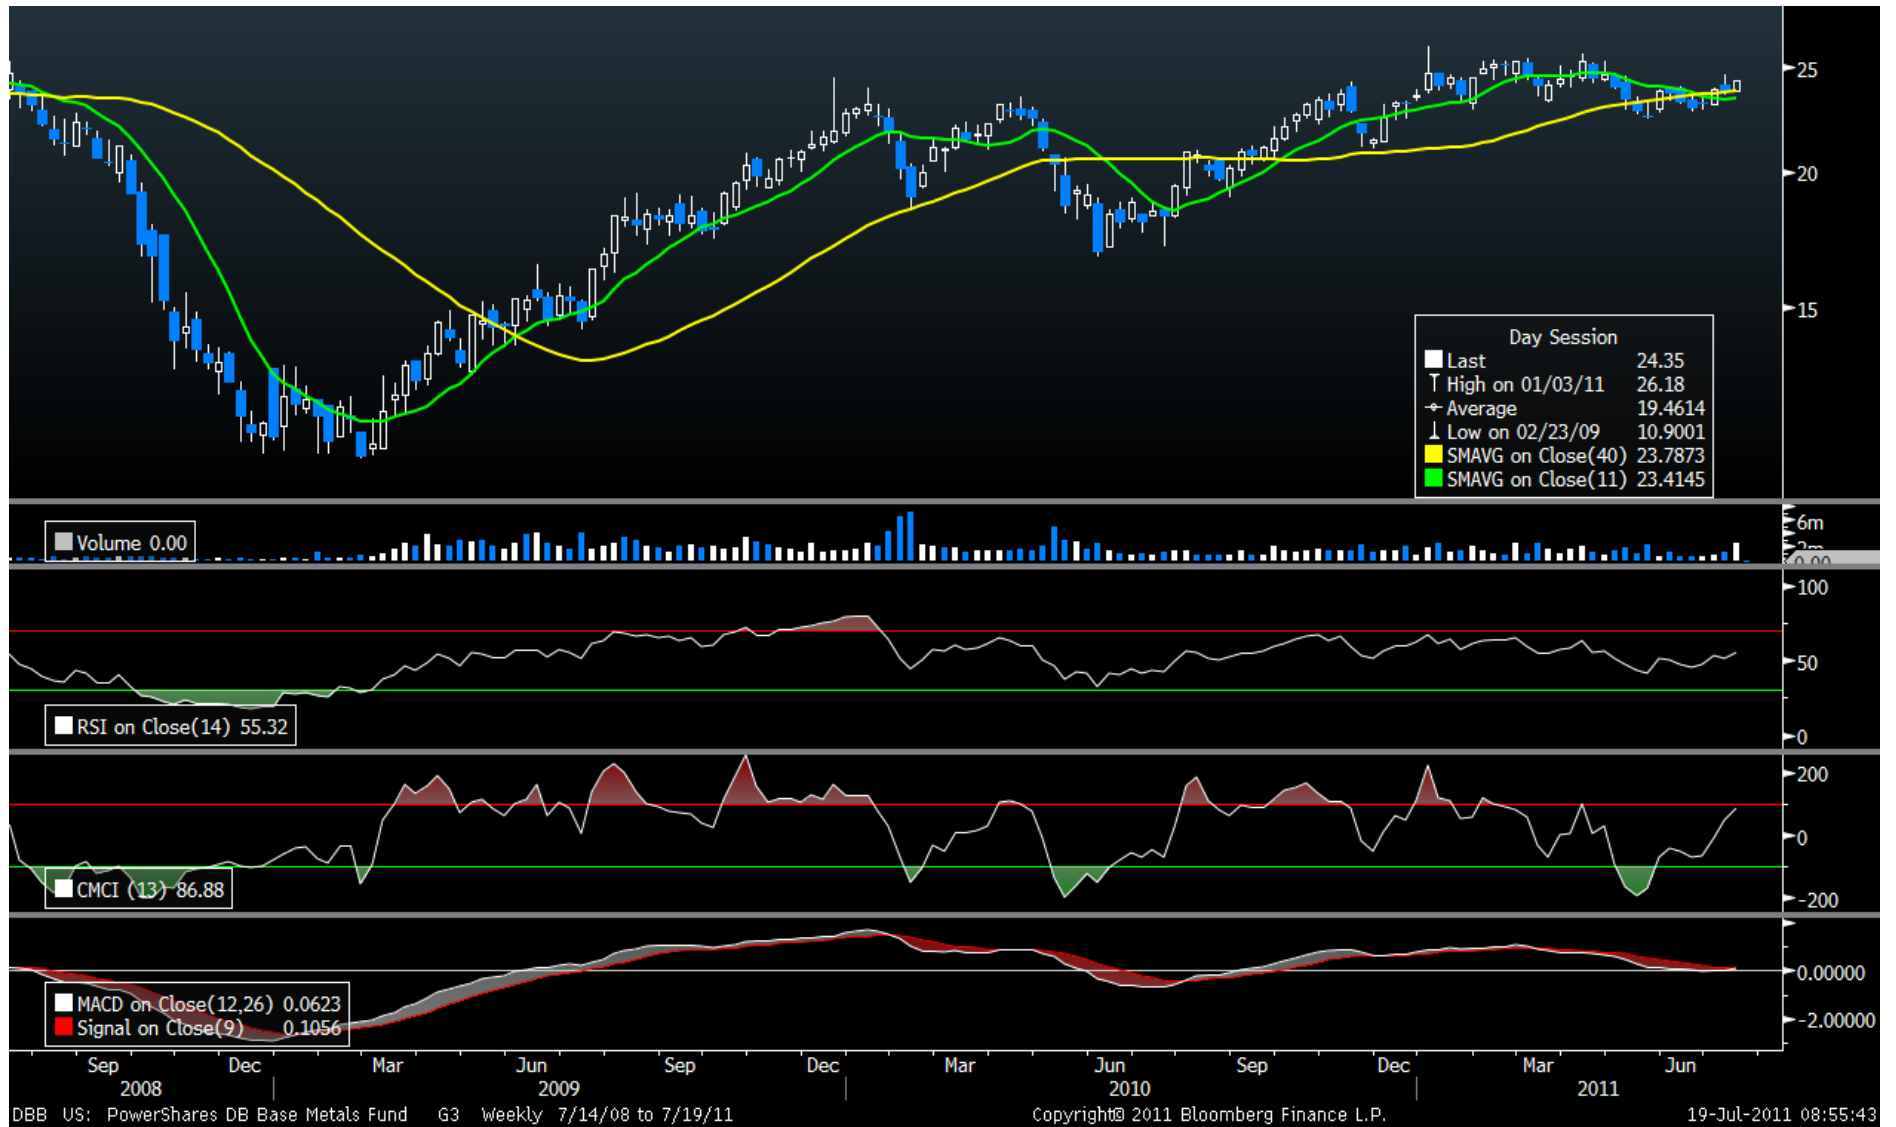 25
20
15
Day Session
Last 24.35
High on 01/03/11 26.18
Average 19.4614
Low on 02/23/09 10.9001
SMAVG on Close(40) 23.7873
SMAVG on Close(11) 23.4145
Volume 0.00
6m
2m
0.00
100
50
0
RSI on Close(14) 55.32
200
0
-200
CMCI (13) 86.88
0.00000
-2.00000
MACD on Close(12,26) 0.0623
Signal on Close(9) 0.1056
Sep Dec Mar Jun Sep Dec Mar Jun Sep Dec Mar Jun
2008 2009 2010 2011
DBB US: PowerShares DB Base Metals Fund G3 Weekly 7/14/08 to 7/19/11 Copyright© 2011 Bloomberg Finance L.P. 19-Jul-2011 08:55:43